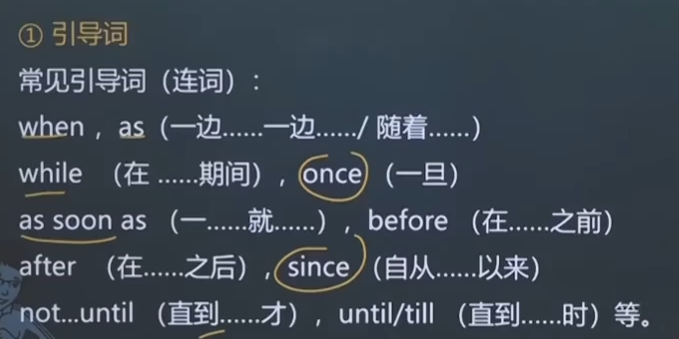 ① 引导词
常见引导词（连词）：
when，as（一边……一边……/ 随着……）
while （在 ……期间），once （一旦）
as soon as （一……就……），before （在……之前）
after （在……之后），since （自从……以来）
not...until （直到……才），until/till （直到……时）等。